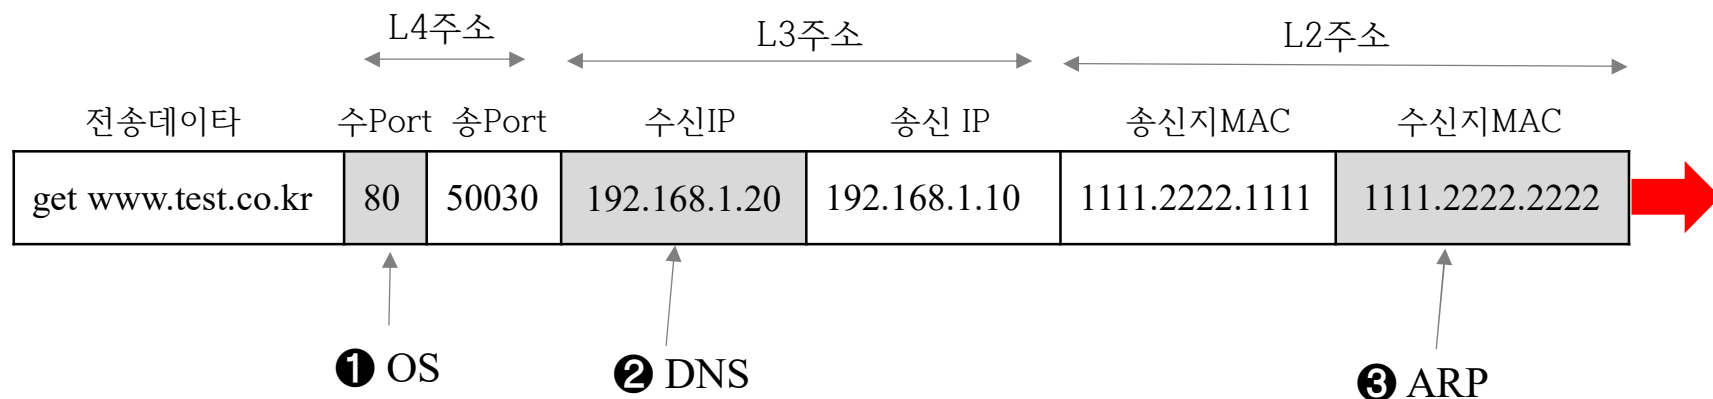 L4주소 L3주소 L2주소
전송데이타 수Port 송Port 수신IP 송신 IP 송신지MAC 수신지MAC
get www.test.co.kr 80 50030 192.168.1.20 192.168.1.10 1111.2222.1111 1111.2222.2222
❶ OS ❷ DNS ❸ ARP